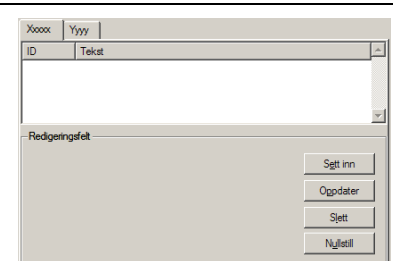 Xxxxx Yyyy
ID Tekst
Redigeringsfelt
Sett inn
Oppdater
Slett
Nullstill